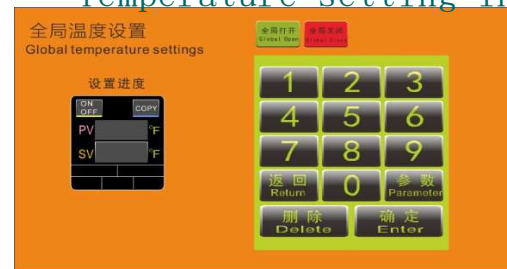 Temperature setting in
全局温度设置
Global temperature settings
全局打开
Global Open
全局关闭
设置进度
ON
OFF
COPY
PV
°F
SV
°F
1 2 3
4 5 6
7 8 9
返回
Return
0
参数
Parameter
删除
Delete
确定
Enter